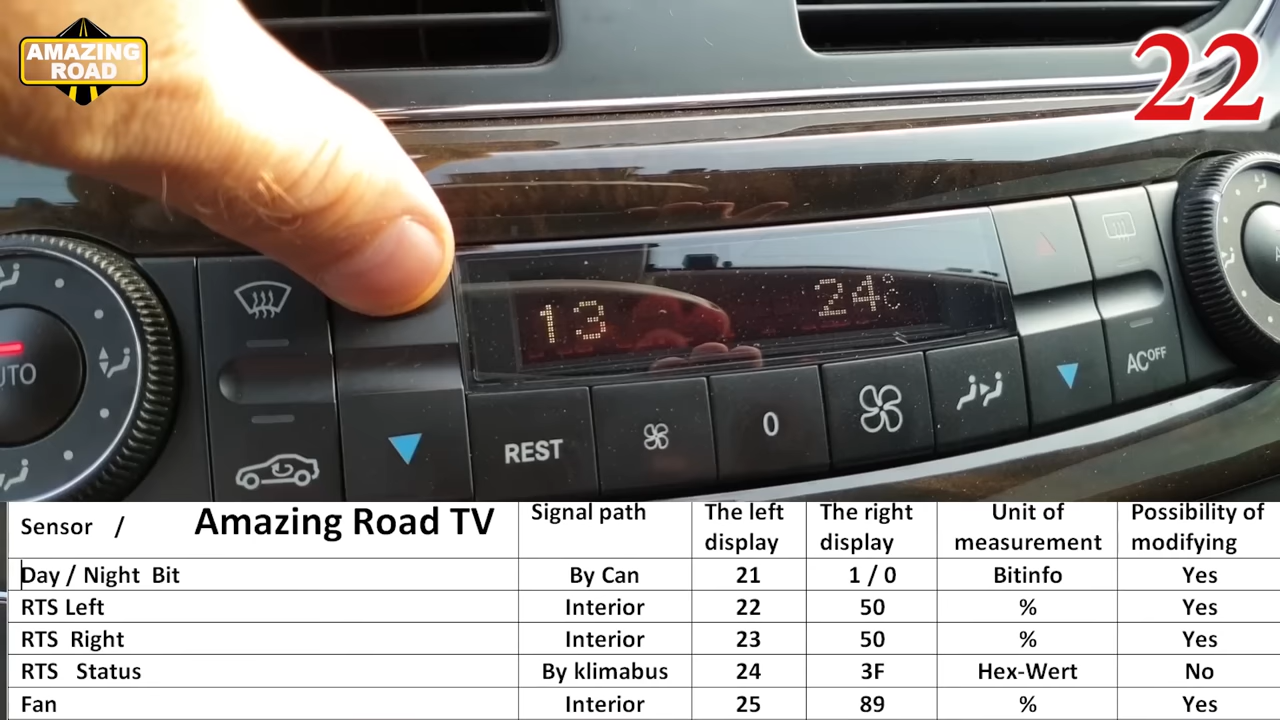 AMAZING
ROAD
22
AUTO
13
24°C
REST
0
AC OFF
Sensor / Amazing Road TV | Signal path | The left display | The right display | Unit of measurement | Possibility of modifying
Day / Night Bit | By Can | 21 | 1 / 0 | Bitinfo | Yes
RTS Left | Interior | 22 | 50 | % | Yes
RTS Right | Interior | 23 | 50 | % | Yes
RTS Status | By klimabus | 24 | 3F | Hex-Wert | No
Fan | Interior | 25 | 89 | % | Yes